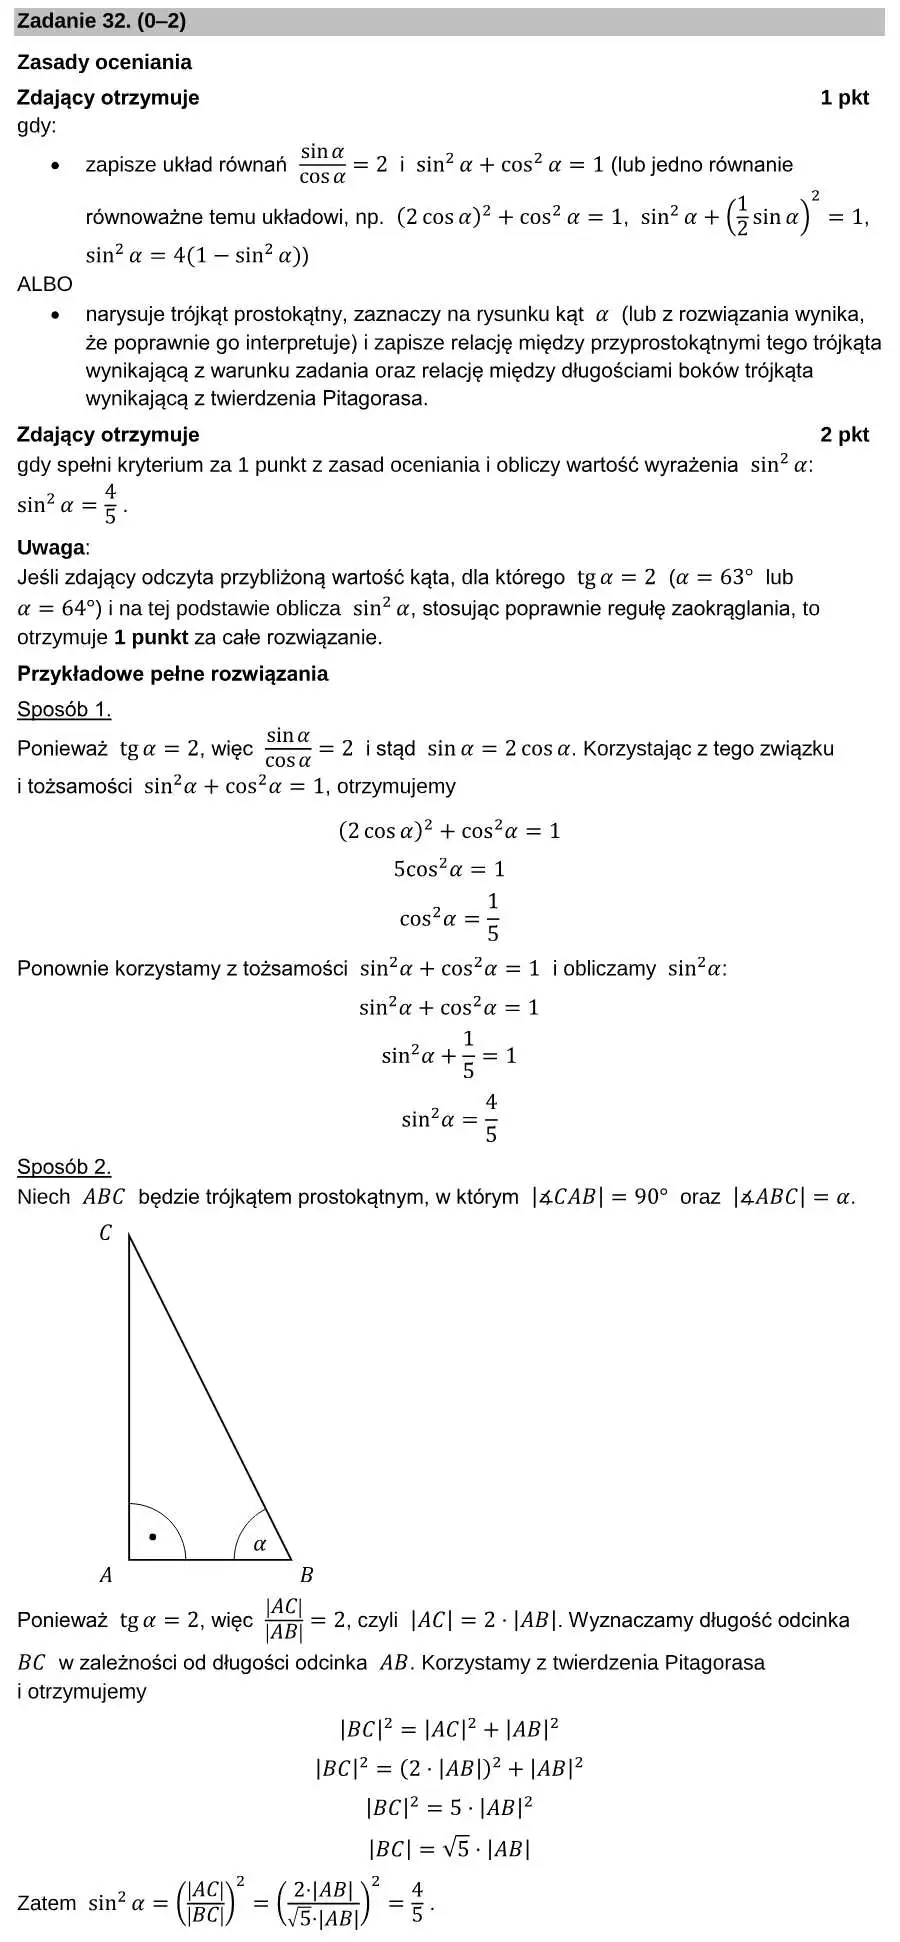 Zadanie 32. (0–2)
Zasady oceniania
Zdający otrzymuje 1 pkt
gdy:
• zapisze układ równań sin α / cos α = 2 i sin² α + cos² α = 1 (lub jedno równanie
równoważne temu układowi, np. (2 cos α)² + cos² α = 1, sin² α + (1/2 sin α)² = 1,
sin² α = 4(1 − sin² α))
ALBO
• narysuje trójkąt prostokątny, zaznaczy na rysunku kąt α (lub z rozwiązania wynika,
że poprawnie go interpretuje) i zapisze relację między przyprostokątnymi tego trójkąta
wynikającą z warunku zadania oraz relację między długościami boków trójkąta
wynikającą z twierdzenia Pitagorasa.
Zdający otrzymuje 2 pkt
gdy spełni kryterium za 1 punkt z zasad oceniania i obliczy wartość wyrażenia sin² α:
sin² α = 4/5 .
Uwaga:
Jeśli zdający odczyta przybliżoną wartość kąta, dla którego tg α = 2 (α = 63° lub
α = 64°) i na tej podstawie oblicza sin² α, stosując poprawnie regułę zaokrąglania, to
otrzymuje 1 punkt za całe rozwiązanie.
Przykładowe pełne rozwiązania
Sposób 1.
Ponieważ tg α = 2, więc sin α / cos α = 2 i stąd sin α = 2 cos α. Korzystając z tego związku
i tożsamości sin²α + cos²α = 1, otrzymujemy
(2 cos α)² + cos²α = 1
5cos²α = 1
cos²α = 1/5
Ponownie korzystamy z tożsamości sin²α + cos²α = 1 i obliczamy sin²α:
sin²α + cos²α = 1
sin²α + 1/5 = 1
sin²α = 4/5
Sposób 2.
Niech ABC będzie trójkątem prostokątnym, w którym |∡CAB| = 90° oraz |∡ABC| = α.
C
α
A B
Ponieważ tg α = 2, więc |AC|/|AB| = 2, czyli |AC| = 2 · |AB|. Wyznaczamy długość odcinka
BC w zależności od długości odcinka AB. Korzystamy z twierdzenia Pitagorasa
i otrzymujemy
|BC|² = |AC|² + |AB|²
|BC|² = (2 · |AB|)² + |AB|²
|BC|² = 5 · |AB|²
|BC| = √5 · |AB|
Zatem sin² α = (|AC|/|BC|)² = (2·|AB| / √5·|AB|)² = 4/5 .